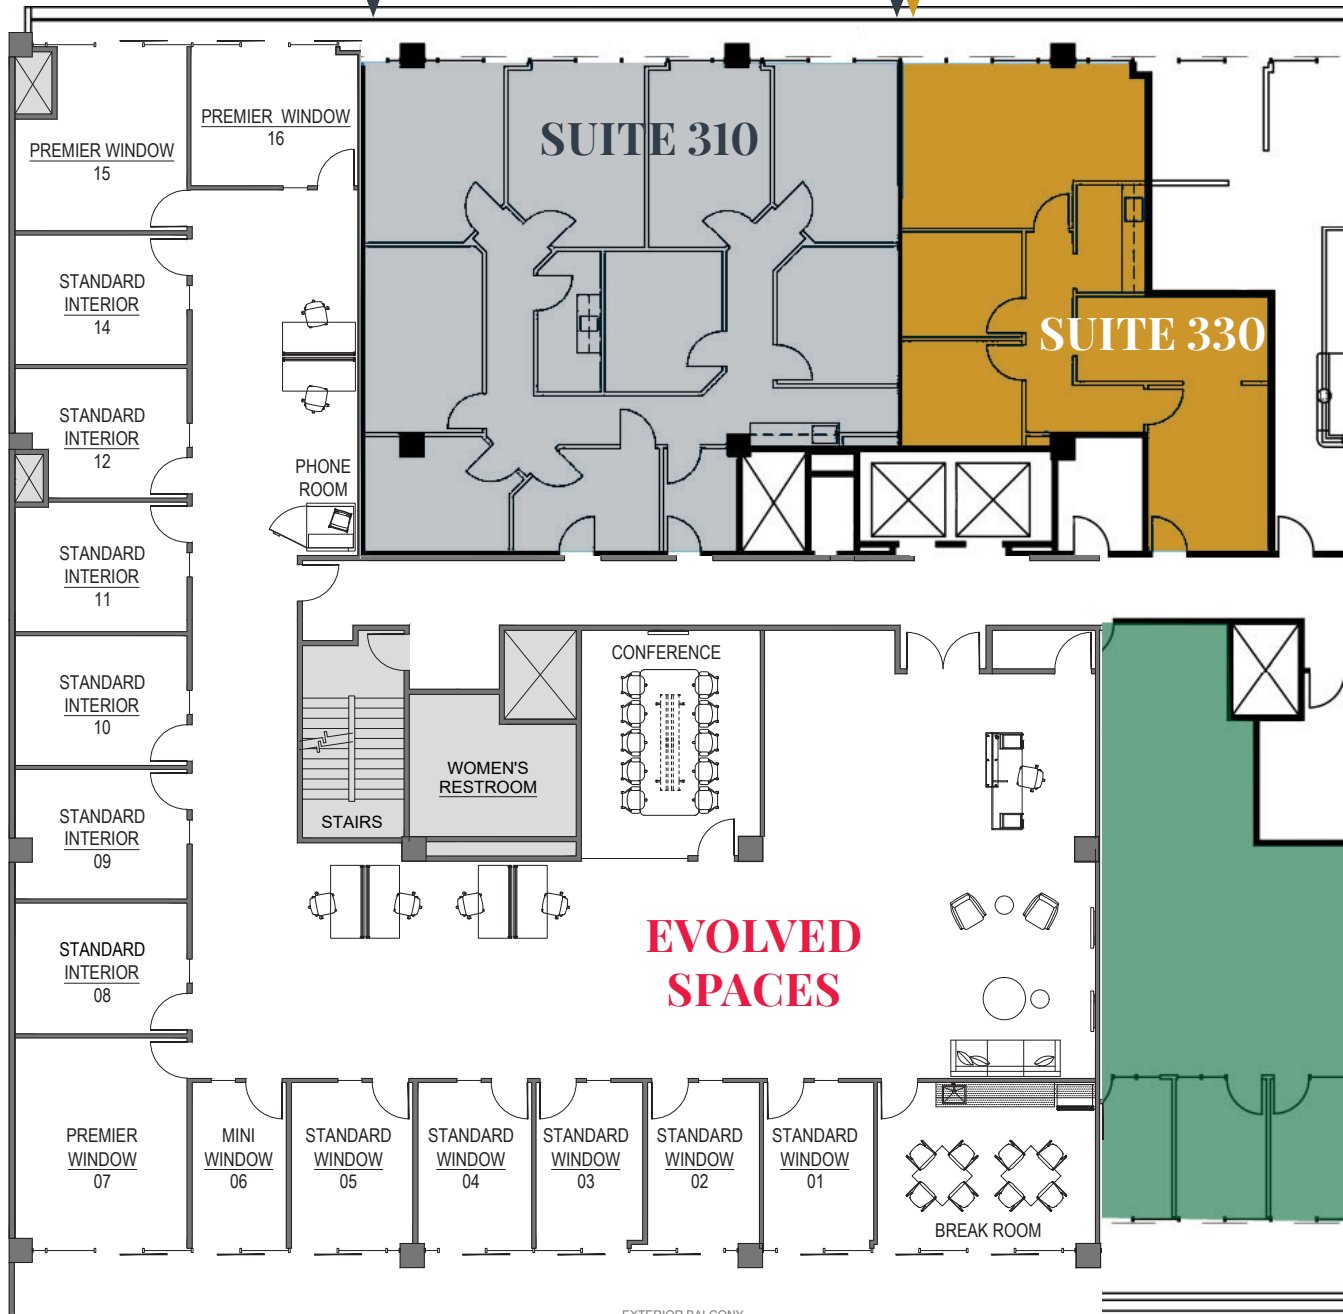 SUITE 310
PREMIER WINDOW
16
PREMIER WINDOW
15
STANDARD
INTERIOR
14
SUITE 330
STANDARD
INTERIOR
12
PHONE
ROOM
STANDARD
INTERIOR
11
CONFERENCE
STANDARD
INTERIOR
10
WOMEN'S
RESTROOM
STAIRS
STANDARD
INTERIOR
09
EVOLVED
SPACES
STANDARD
INTERIOR
08
PREMIER
WINDOW
07
MINI
WINDOW
06
STANDARD
WINDOW
05
STANDARD
WINDOW
04
STANDARD
WINDOW
03
STANDARD
WINDOW
02
STANDARD
WINDOW
01
BREAK ROOM
EXTERIOR BALCONY